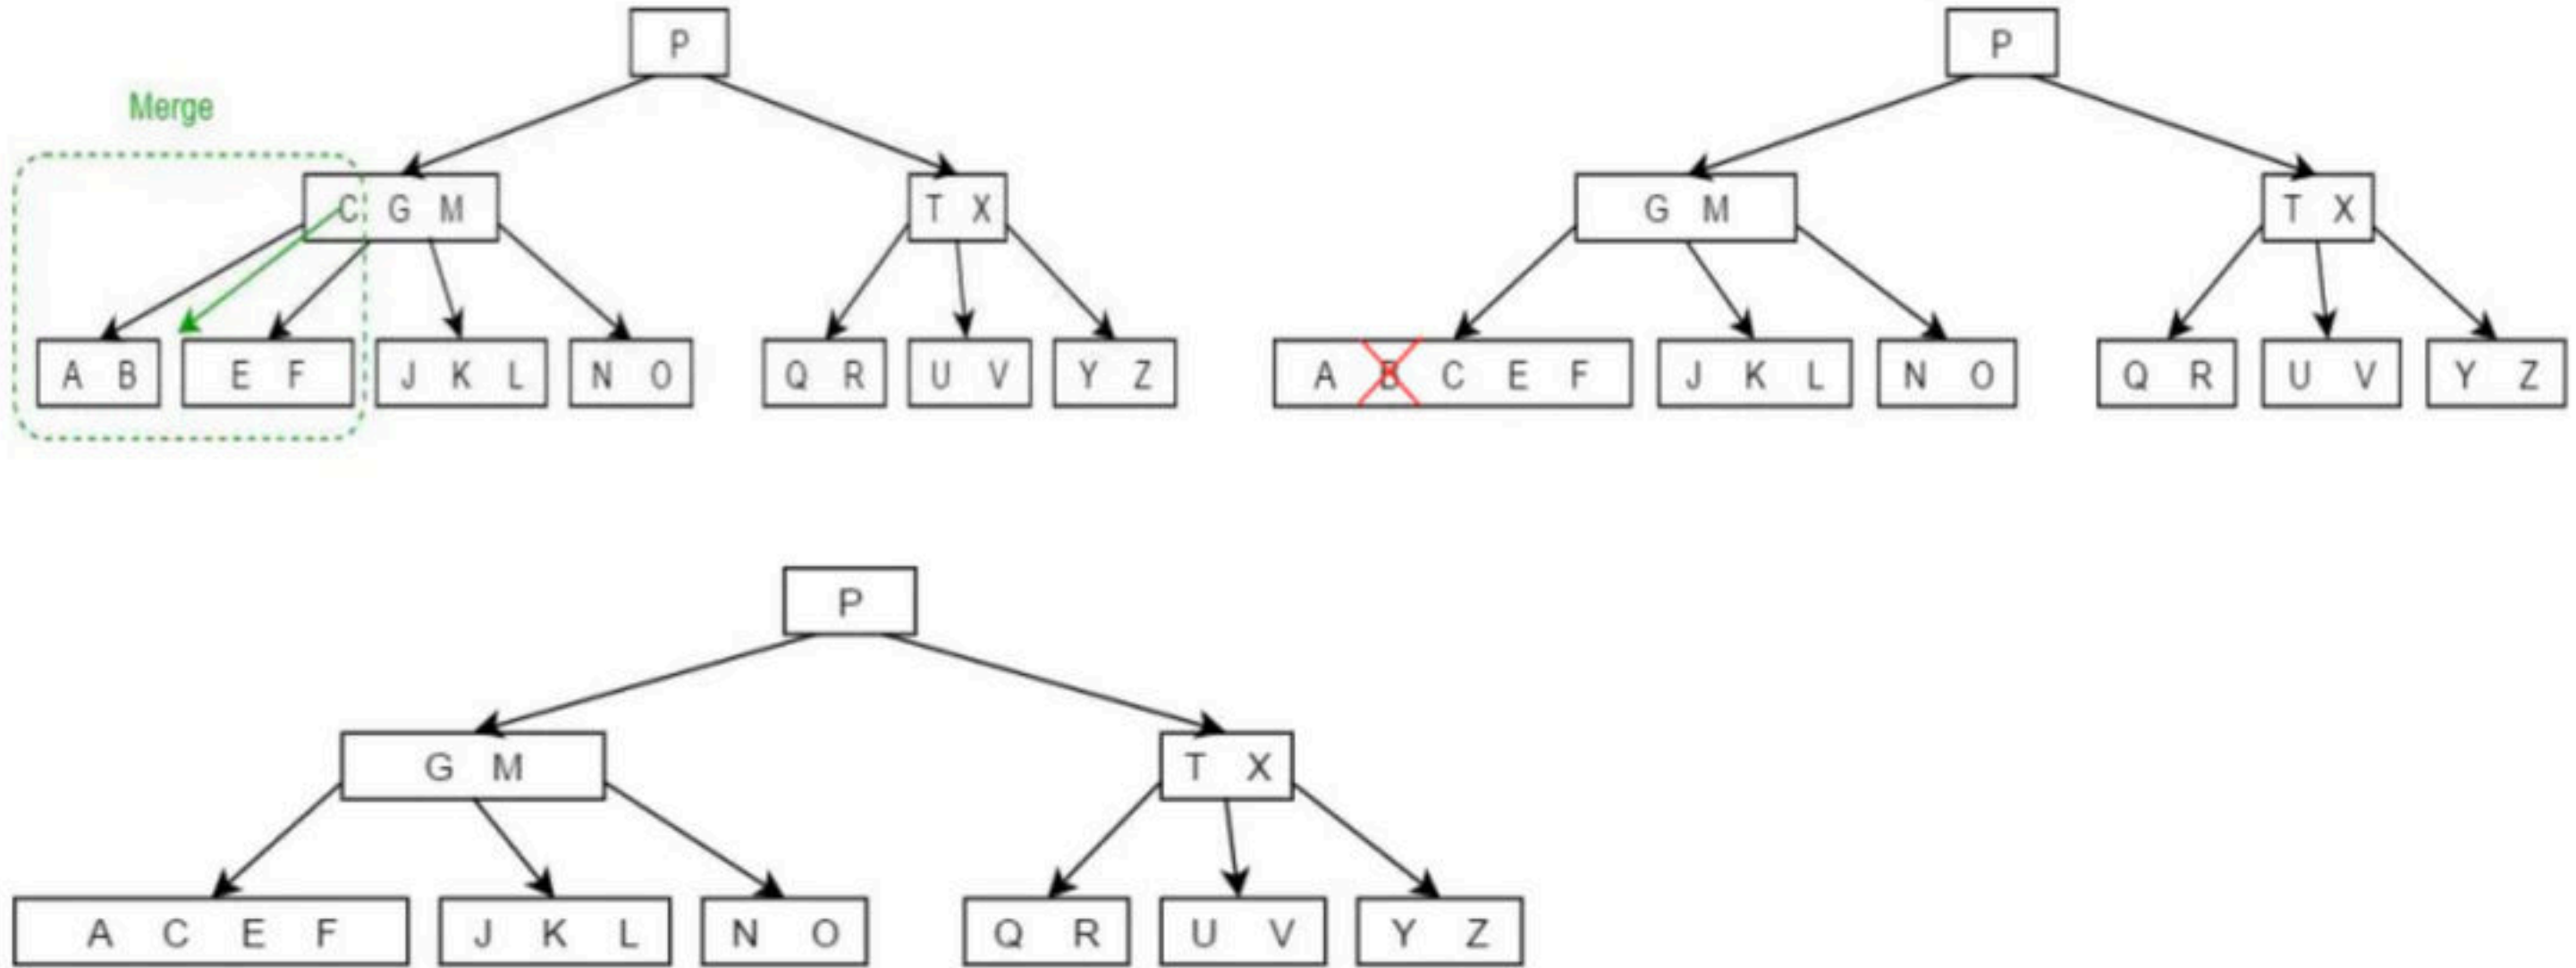 P
Merge
C G M
T X
A B
E F
J K L
N O
Q R
U V
Y Z
P
G M
T X
A B C E F
J K L
N O
Q R
U V
Y Z
P
G M
T X
A C E F
J K L
N O
Q R
U V
Y Z